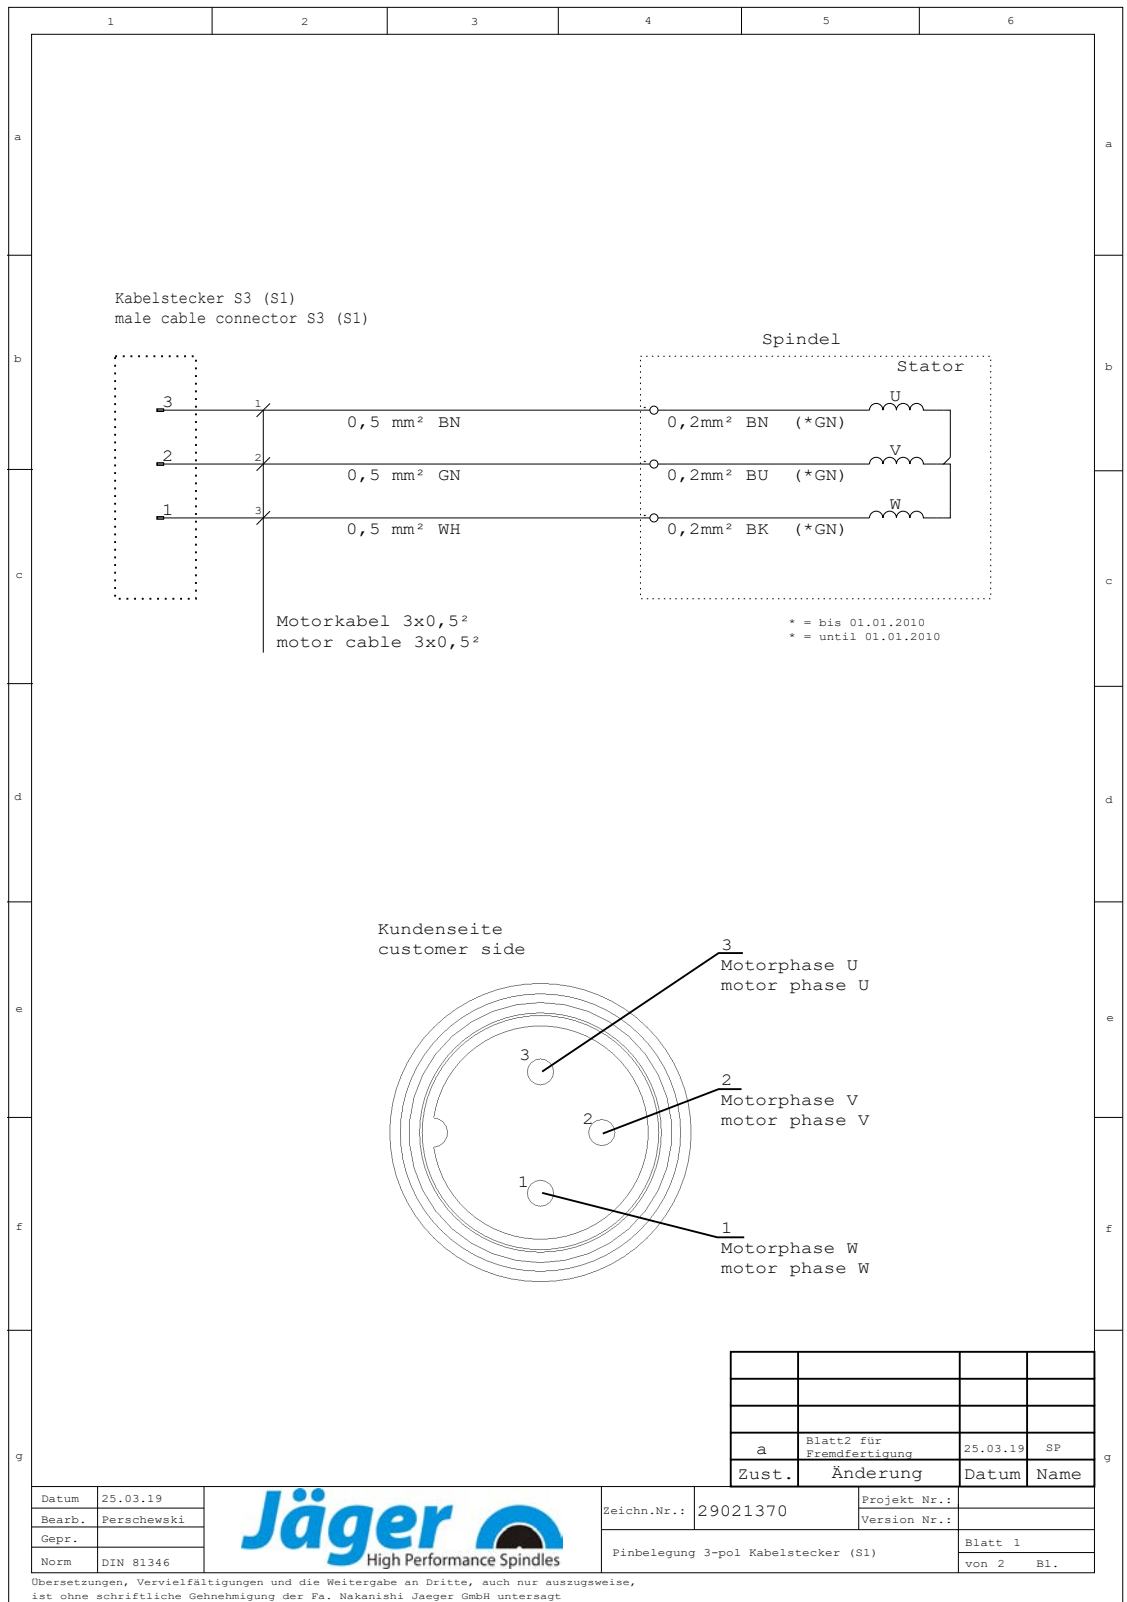 1 2 3 4 5 6
a a
Kabelstecker S3 (S1)
male cable connector S3 (S1)
Spindel
b b
Stator
3 1 0,5 mm² BN 0,2mm² BN (*GN) U
2 2 0,5 mm² GN 0,2mm² BU (*GN) V
1 3 0,5 mm² WH 0,2mm² BK (*GN) W
c c
Motorkabel 3x0,5²
motor cable 3x0,5²
* = bis 01.01.2010
* = until 01.01.2010
d d
Kundenseite
customer side
3
Motorphase U
motor phase U
e e
3
2
Motorphase V
motor phase V
2
1
1
Motorphase W
motor phase W
f f
g g
a Blatt2 für Fremdfertigung 25.03.19 SP
Zust. Änderung Datum Name
Datum 25.03.19
Bearb. Perschewski
Gepr.
Norm DIN 81346
Jäger
High Performance Spindles
Zeichn.Nr.: 29021370
Projekt Nr.:
Version Nr.:
Pinbelegung 3-pol Kabelstecker (S1)
Blatt 1
von 2 Bl.
Übersetzungen, Vervielfältigungen und die Weitergabe an Dritte, auch nur auszugsweise,
ist ohne schriftliche Gehnehmigung der Fa. Nakanishi Jaeger GmbH untersagt